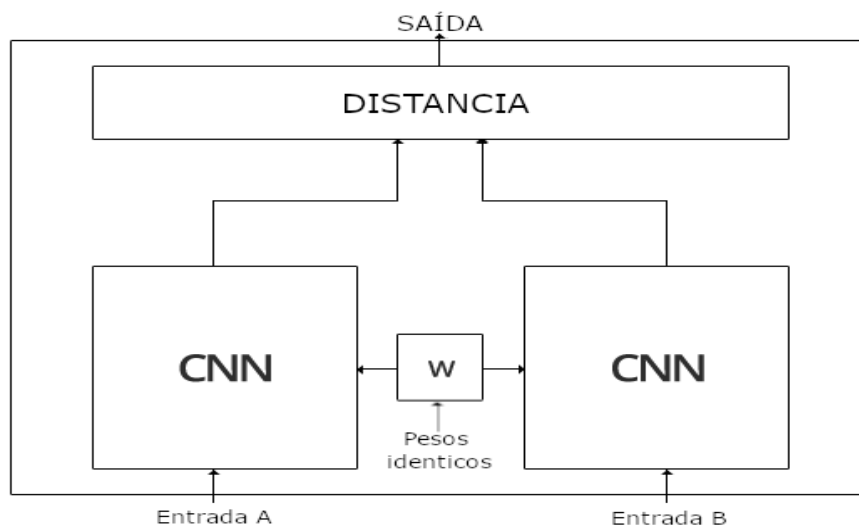 SAÍDA
DISTANCIA
CNN
W
CNN
Pesos
identicos
Entrada A
Entrada B